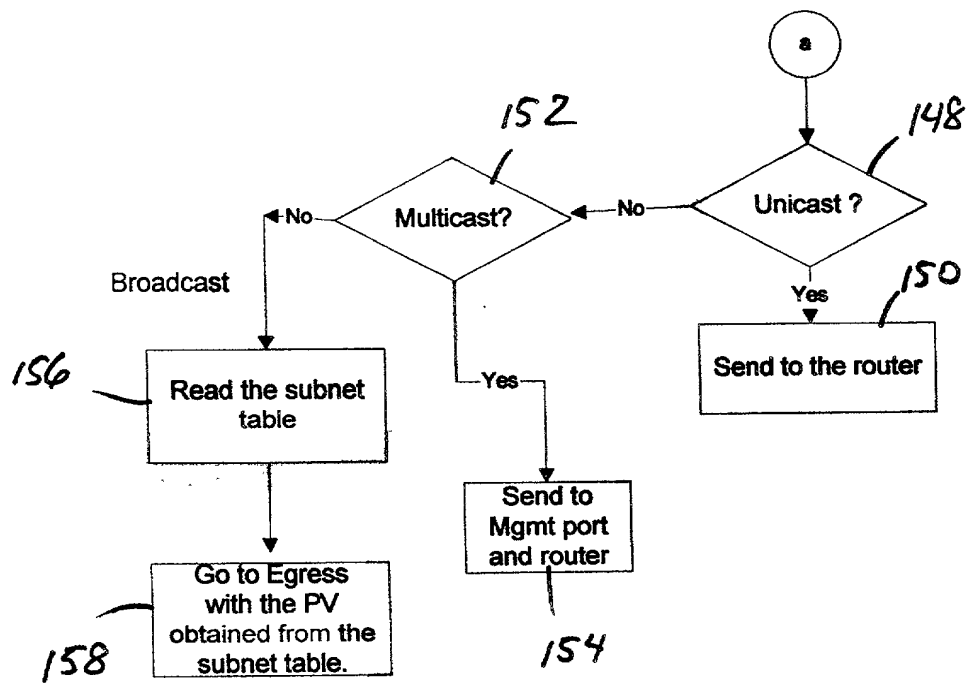 a
152
148
Multicast?
No
Unicast ?
No
Broadcast
Yes
150
156
Read the subnet
table
Yes
Send to the router
Send to
Mgmt port
and router
Go to Egress
with the PV
obtained from the
subnet table.
158
154